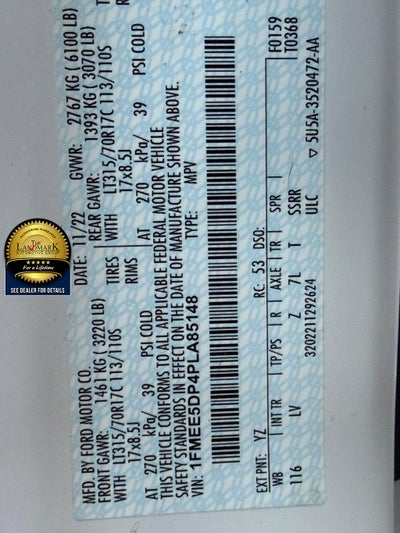 MFD. BY FORD MOTOR CO.
DATE: 11/22 GVWR: 2767 KG ( 6100 LB)
FRONT GAWR: 1461 KG ( 3220 LB) REAR GAWR: 1393 KG ( 3070 LB)
WITH LT315/70R17C 113/110S TIRES WITH LT315/70R17C 113/110S
17x8.5J RIMS 17x8.5J
AT 270 kPa/ 39 PSI COLD AT 270 kPa/ 39 PSI COLD
THIS VEHICLE CONFORMS TO ALL APPLICABLE FEDERAL MOTOR VEHICLE
SAFETY STANDARDS IN EFFECT ON THE DATE OF MANUFACTURE SHOWN ABOVE.
VIN: 1FMEE5DP4PLA85148 TYPE: MPV
F0159
T0368
EXT PNT: YZ RC: 53 DSO:
WB INT TR TP/PS R AXLE TR SPR
116 LV Z 7L T SSRR
3202211292624 ULC
▽ 5U5A-3520472-AA
THE
LANDMARK
For a Lifetime
SEE DEALER FOR DETAILS